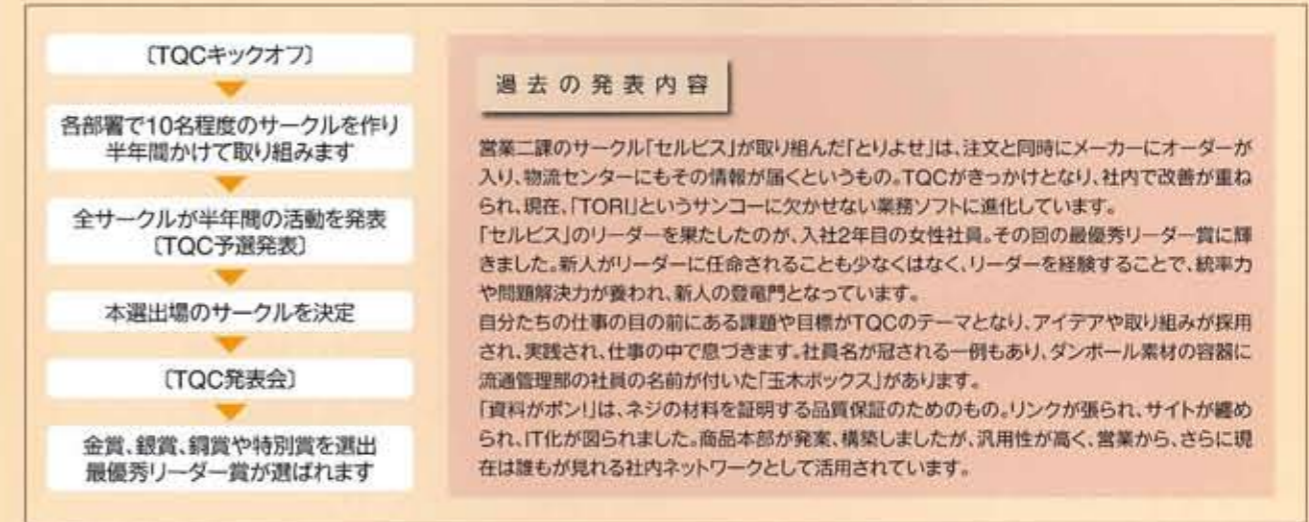 〔TQCキックオフ〕
各部署で10名程度のサークルを作り
半年間かけて取り組みます
全サークルが半年間の活動を発表
〔TQC予選発表〕
本選出場のサークルを決定
〔TQC発表会〕
金賞、銀賞、銅賞や特別賞を選出
最優秀リーダー賞が選ばれます
過去の発表内容
営業二課のサークル「セルビス」が取り組んだ「とりよせ」は、注文と同時にメーカーにオーダーが
入り、物流センターにもその情報が届くというもの。TQCがきっかけとなり、社内で改善が重ね
られ、現在、「TORI」というサンコーに欠かせない業務ソフトに進化しています。
「セルビス」のリーダーを果たしたのが、入社2年目の女性社員。その回の最優秀リーダー賞に輝
きました。新人がリーダーに任命されることも少なくはなく、リーダーを経験することで、統率力
や問題解決力が養われ、新人の登竜門となっています。
自分たちの仕事の目の前にある課題や目標がTQCのテーマとなり、アイデアや取り組みが採用
され、実践され、仕事の中で息づきます。社員名が冠される一例もあり、ダンボール素材の容器に
流通管理部の社員の名前が付いた「玉木ボックス」があります。
「資料がポン!」は、ネジの材料を証明する品質保証のためのもの。リンクが張られ、サイトが纏め
られ、IT化が図られました。商品本部が発案、構築しましたが、汎用性が高く、営業から、さらに現
在は誰もが見れる社内ネットワークとして活用されています。